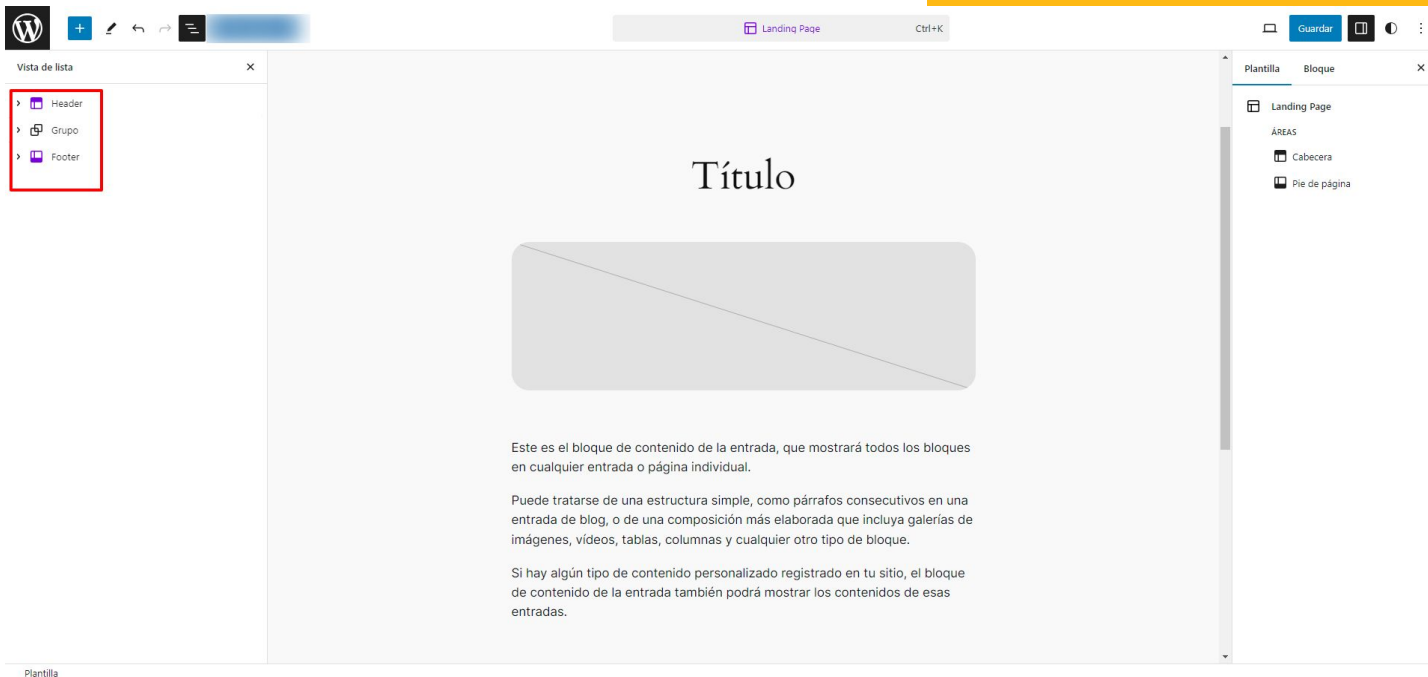 Landing Page
Ctrl+K
Guardar
Vista de lista
Header
Grupo
Footer
Título
Este es el bloque de contenido de la entrada, que mostrará todos los bloques
en cualquier entrada o página individual.
Puede tratarse de una estructura simple, como párrafos consecutivos en una
entrada de blog, o de una composición más elaborada que incluya galerías de
imágenes, vídeos, tablas, columnas y cualquier otro tipo de bloque.
Si hay algún tipo de contenido personalizado registrado en tu sitio, el bloque
de contenido de la entrada también podrá mostrar los contenidos de esas
entradas.
Plantilla
Bloque
Landing Page
ÁREAS
Cabecera
Pie de página
Plantilla